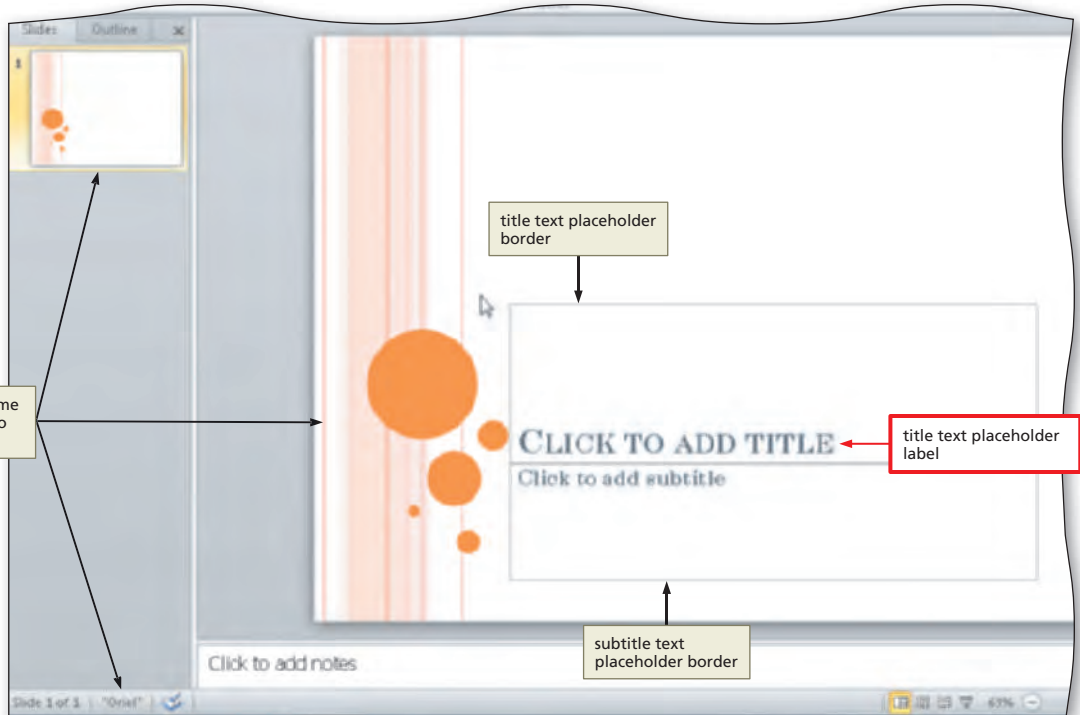 Slides Outline
1
title text placeholder
border
me
o
CLICK TO ADD TITLE
title text placeholder
label
Click to add subtitle
subtitle text
placeholder border
Click to add notes
Slide 1 of 1 "Oriel" 63%